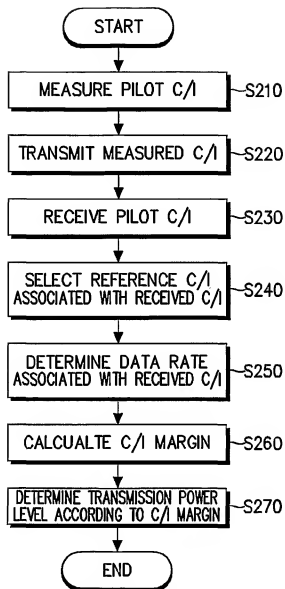 START
MEASURE PILOT C/I
S210
TRANSMIT MEASURED C/I
S220
RECEIVE PILOT C/I
S230
SELECT REFERENCE C/I
ASSOCIATED WITH RECEIVED C/I
S240
DETERMINE DATA RATE
ASSOCIATED WITH RECEIVED C/I
S250
CALCUALTE C/I MARGIN
S260
DETERMINE TRANSMISSION POWER
LEVEL ACCORDING TO C/I MARGIN
S270
END